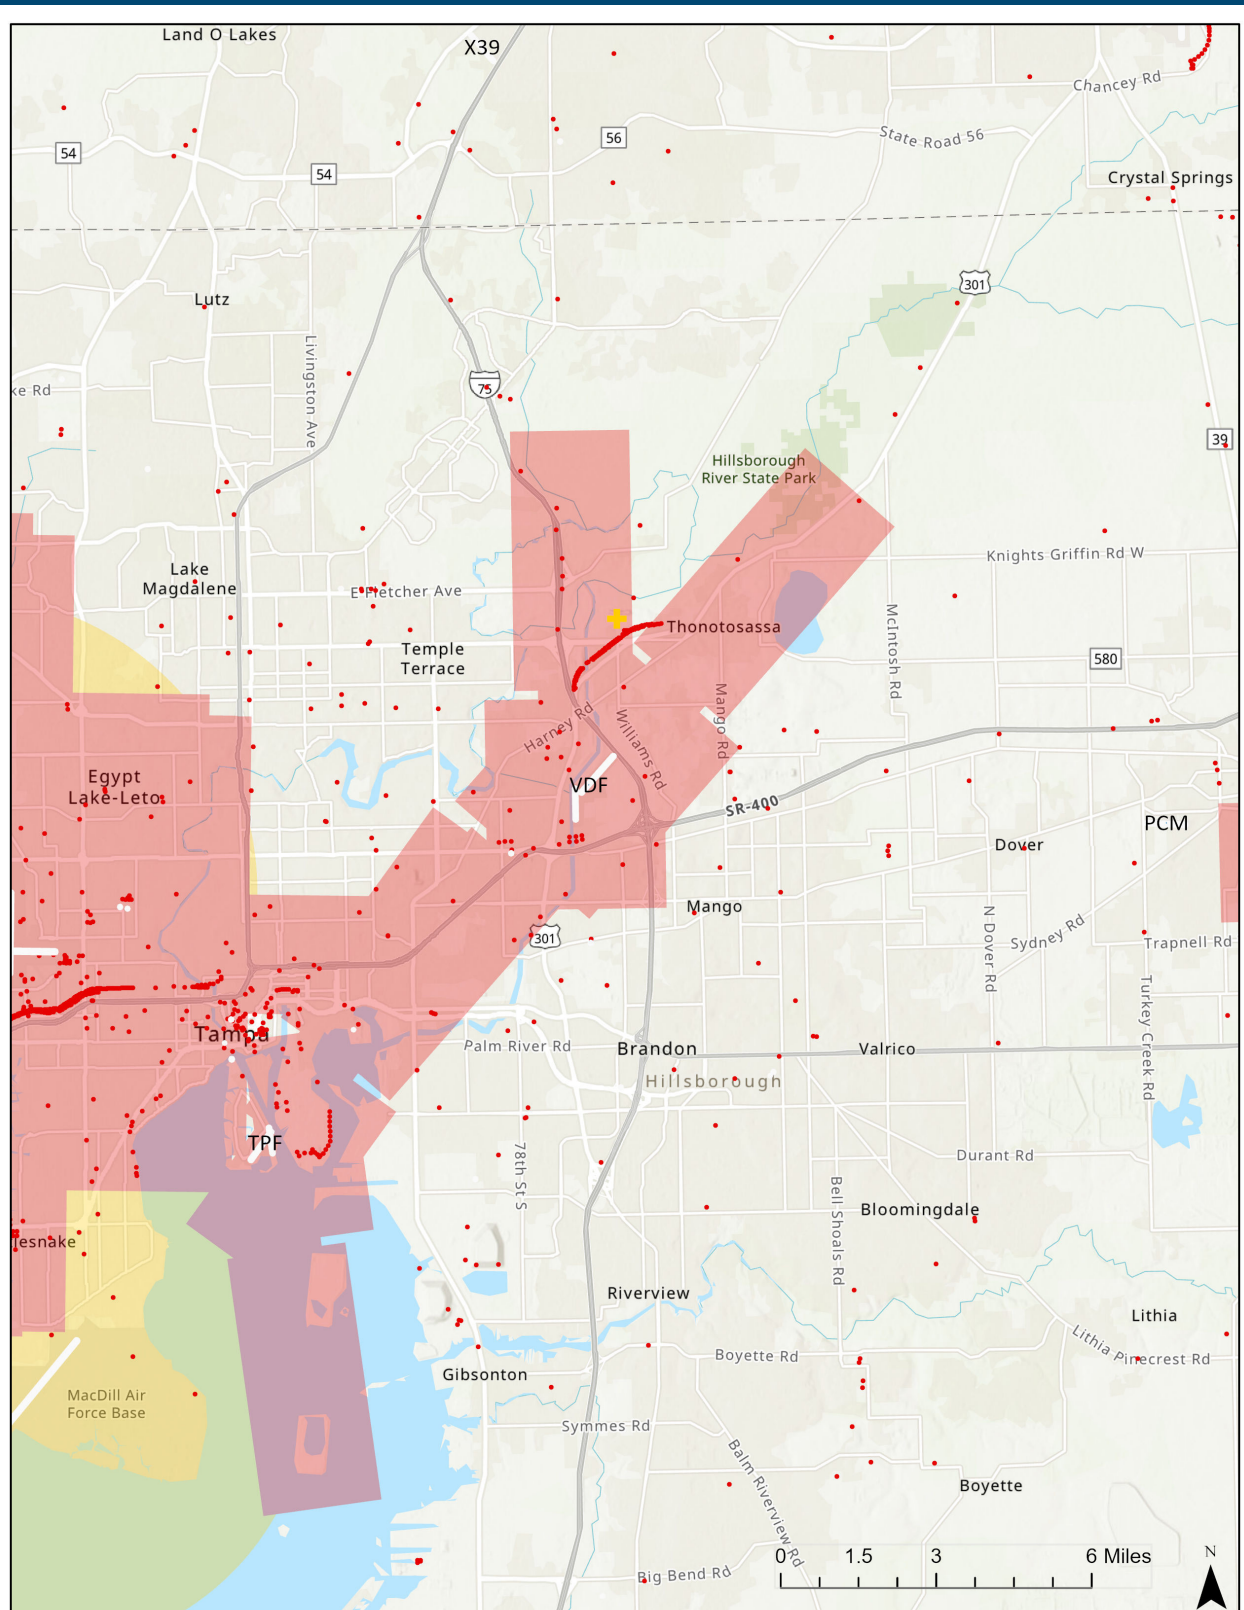 Land O Lakes
X39
Chancey Rd
State Road 56
56
54
54
Crystal Springs
301
Lutz
Livingston Ave
75
ke Rd
39
Hillsborough
River State Park
Knights Griffin Rd W
Lake
Magdalene
E Fletcher Ave
McIntosh Rd
Thonotosassa
Temple
Terrace
580
Mango Rd
Harney Rd
Williams Rd
Egypt
Lake-Leto
VDF
SR-400
PCM
Dover
Mango
N Dover Rd
Sydney Rd
Trapnell Rd
301
Turkey Creek Rd
Tampa
Palm River Rd
Brandon
Valrico
Hillsborough
TPF
78th St S
Durant Rd
Bell Shoals Rd
Bloomingdale
Riverview
Lithia
Lithia Pinecrest Rd
Boyette Rd
Gibsonton
MacDill Air
Force Base
Symmes Rd
Balm Riverview Rd
Boyette
0 1.5 3 6 Miles
N
Big Bend Rd